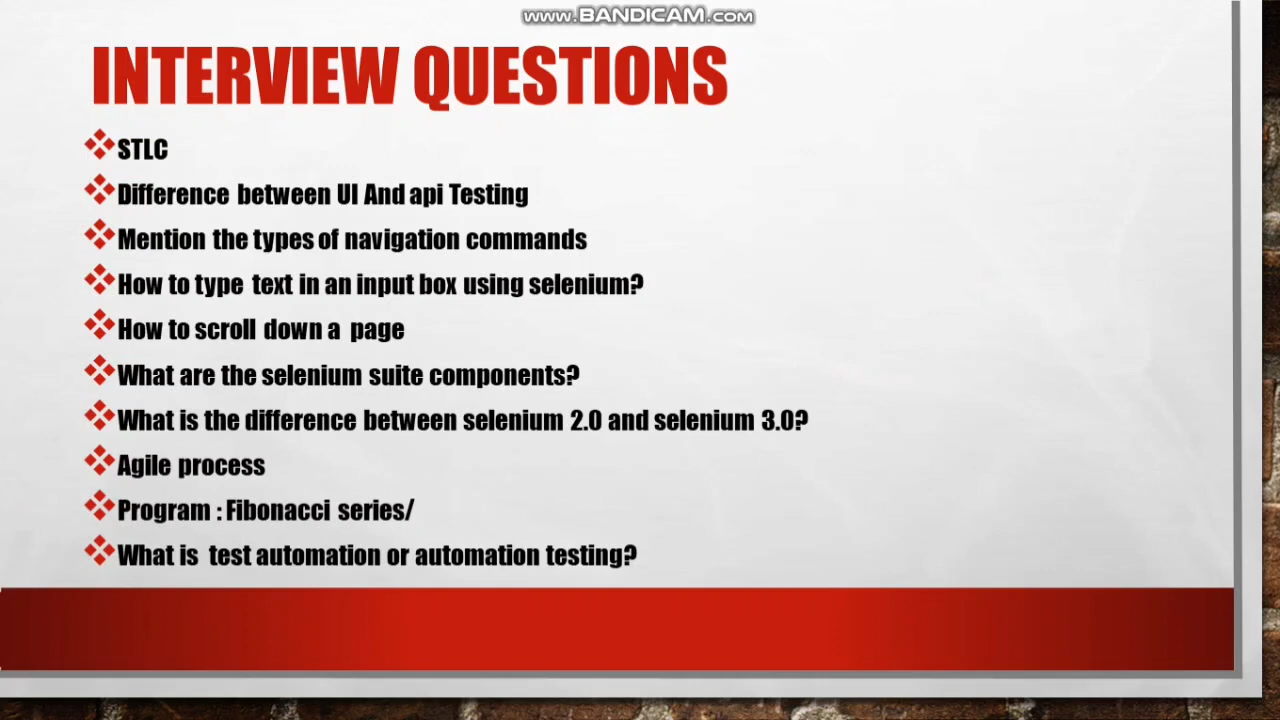 www.BANDICAM.com
INTERVIEW QUESTIONS
STLC
Difference between UI And api Testing
Mention the types of navigation commands
How to type text in an input box using selenium?
How to scroll down a page
What are the selenium suite components?
What is the difference between selenium 2.0 and selenium 3.0?
Agile process
Program : Fibonacci series/
What is test automation or automation testing?